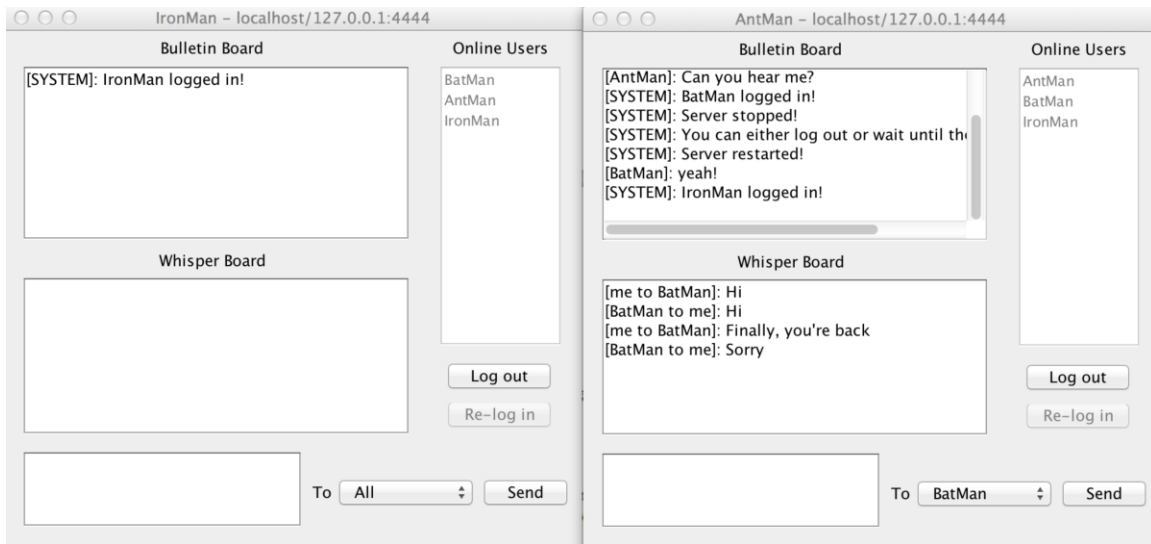 IronMan – localhost/127.0.0.1:4444
Bulletin Board
Online Users
[SYSTEM]: IronMan logged in!
BatMan
AntMan
IronMan
Whisper Board
Log out
Re-log in
To
All
Send
AntMan – localhost/127.0.0.1:4444
Bulletin Board
Online Users
[AntMan]: Can you hear me?
[SYSTEM]: BatMan logged in!
[SYSTEM]: Server stopped!
[SYSTEM]: You can either log out or wait until the
[SYSTEM]: Server restarted!
[BatMan]: yeah!
[SYSTEM]: IronMan logged in!
AntMan
BatMan
IronMan
Whisper Board
[me to BatMan]: Hi
[BatMan to me]: Hi
[me to BatMan]: Finally, you're back
[BatMan to me]: Sorry
Log out
Re-log in
To
BatMan
Send